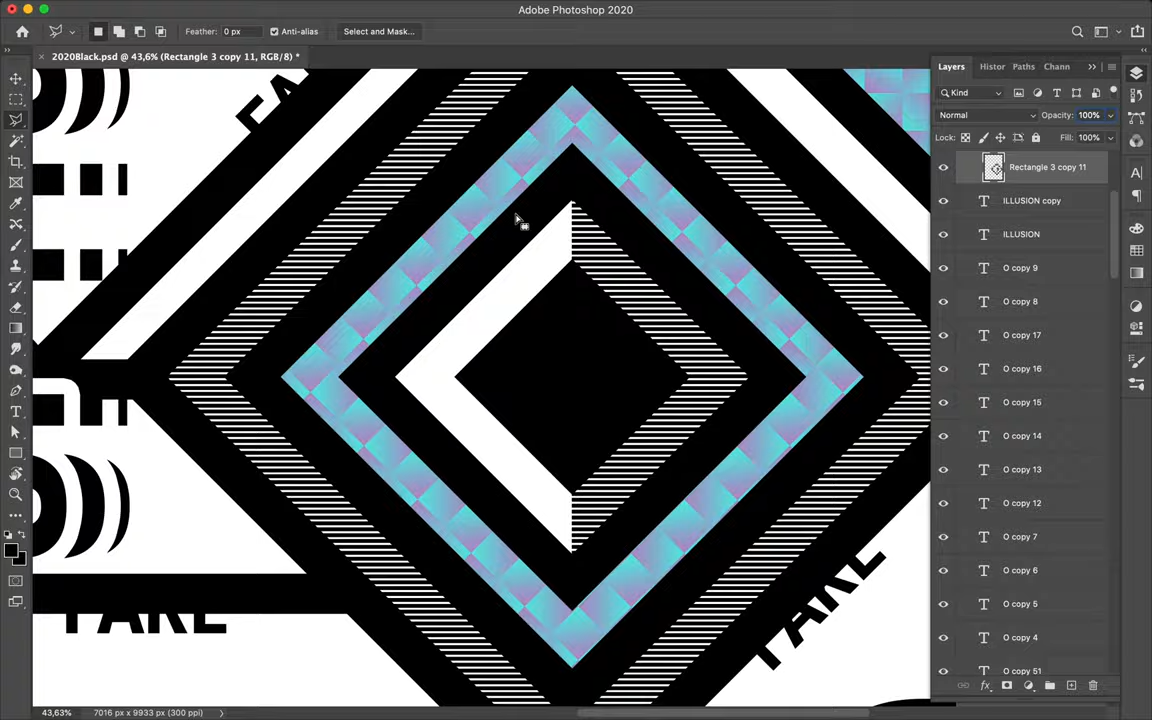 Adobe Photoshop 2020
Feather: 0 px
Anti-alias
Select and Mask...
2020Black.psd @ 43,6% (Rectangle 3 copy 11, RGB/8) *
Layers
Histor
Paths
Chann
Kind
Normal
Opacity: 100%
Lock:
Fill: 100%
Rectangle 3 copy 11
ILLUSION copy
ILLUSION
O copy 9
O copy 8
O copy 17
O copy 16
O copy 15
O copy 14
O copy 13
O copy 12
O copy 7
O copy 6
O copy 5
O copy 4
O copy 51
FAKE
FAKE
43,63%
7016 px x 9933 px (300 ppi)